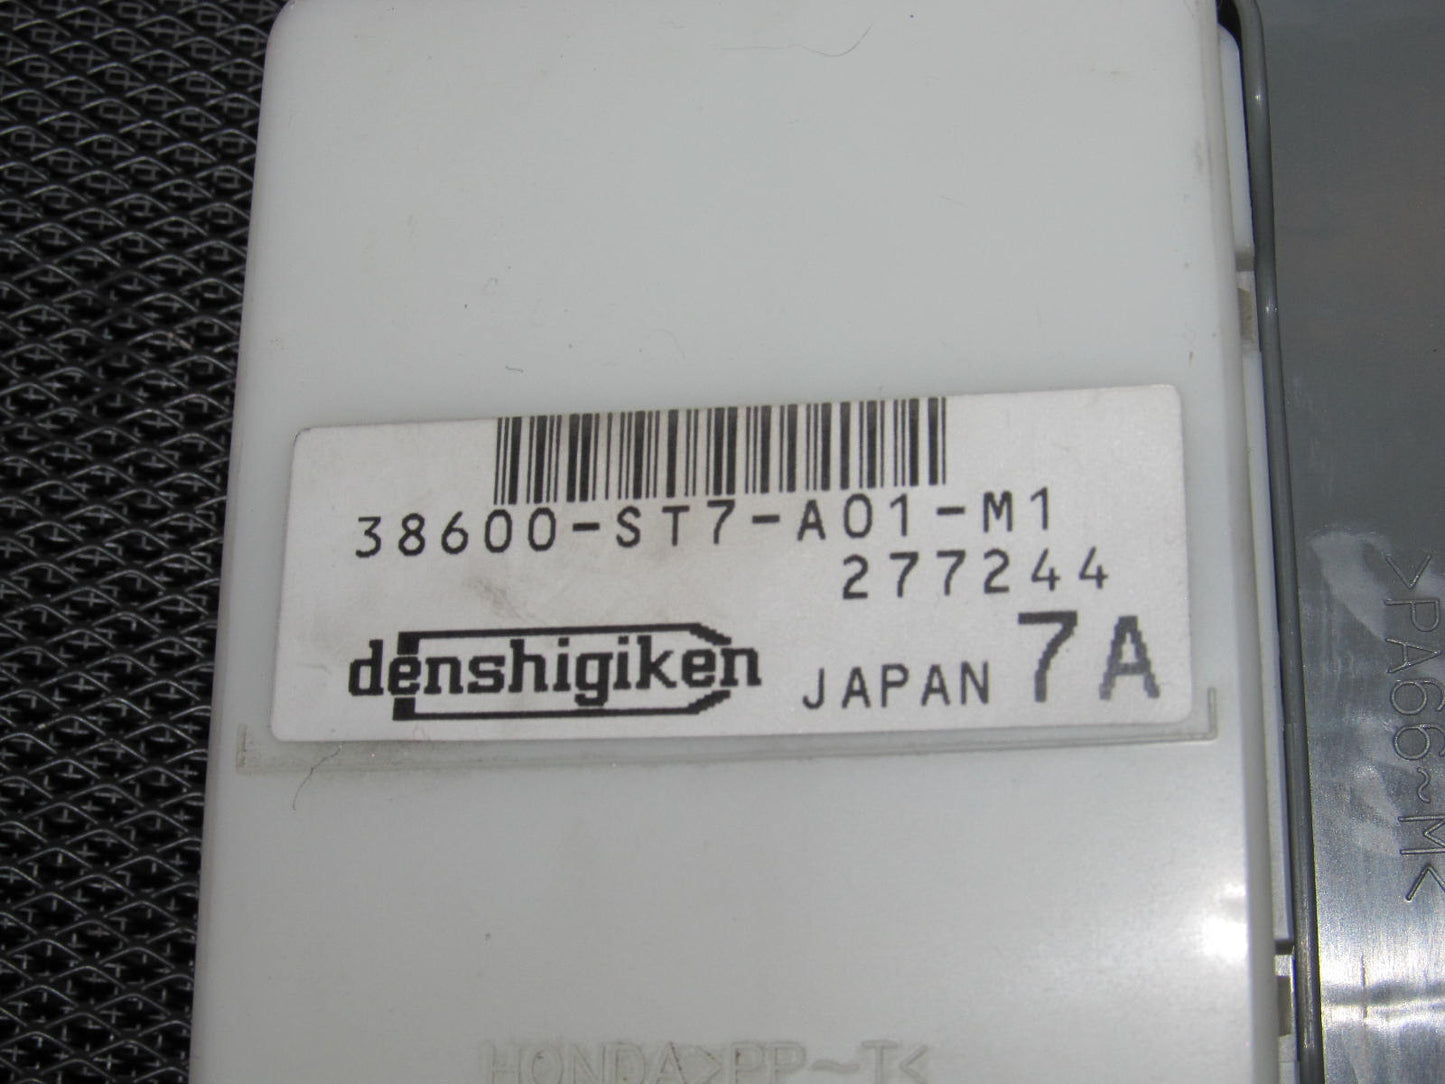 38600-ST7-A01-M1
277244
denshigiken JAPAN 7A
HONDA>PP~T<
>PA66~M<